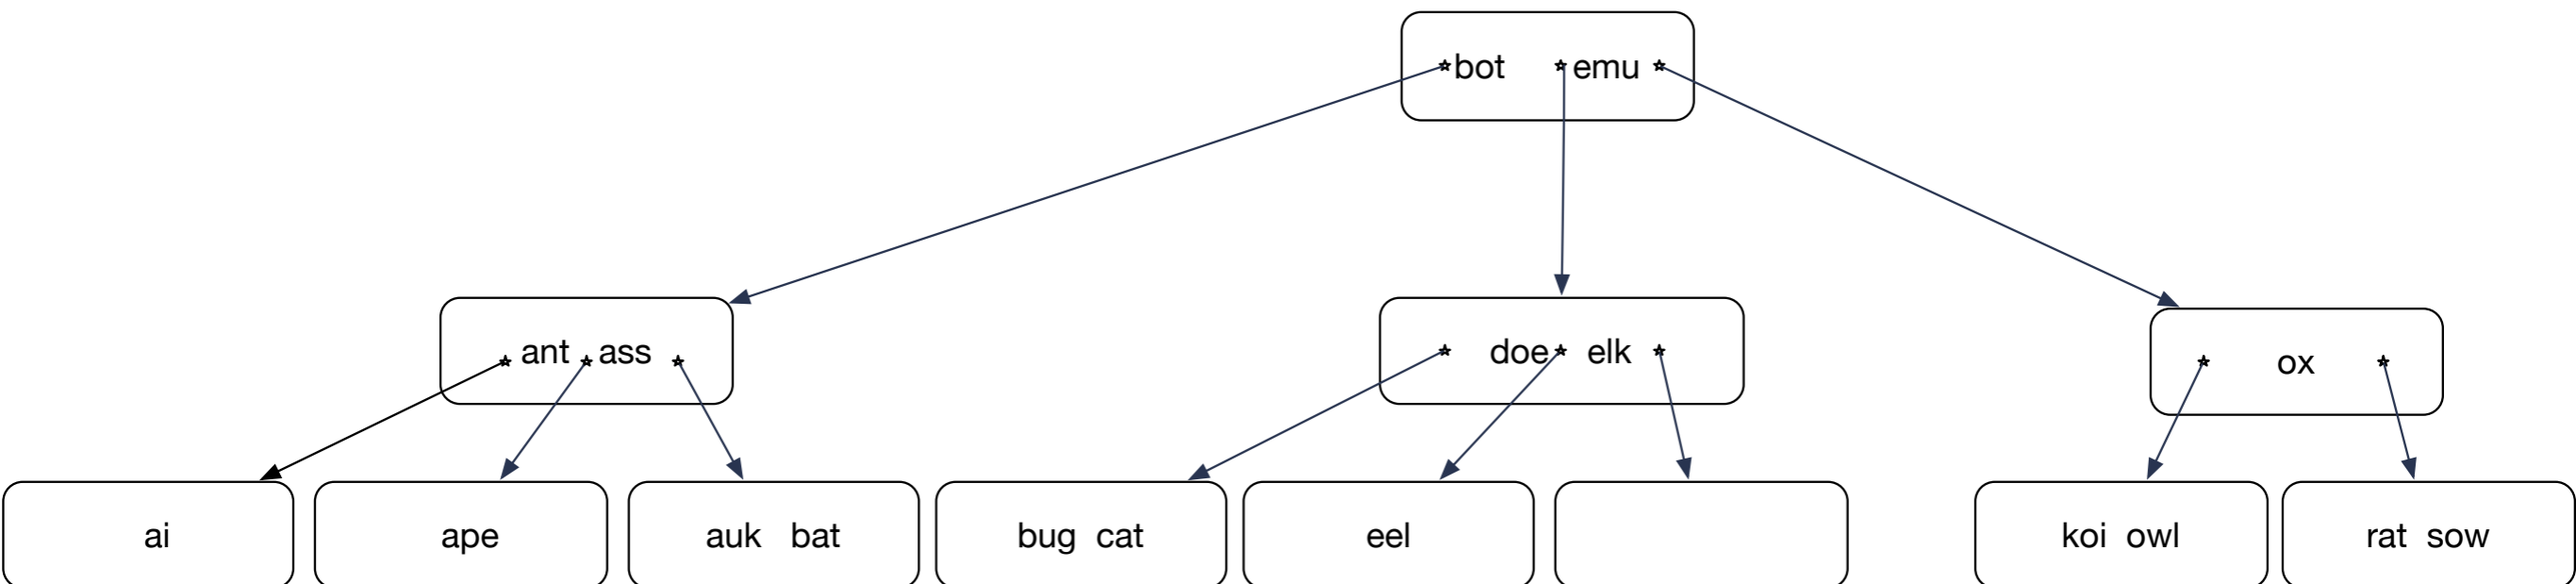 bot emu
ant ass
doe elk
ox
ai
ape
auk bat
bug cat
eel
koi owl
rat sow